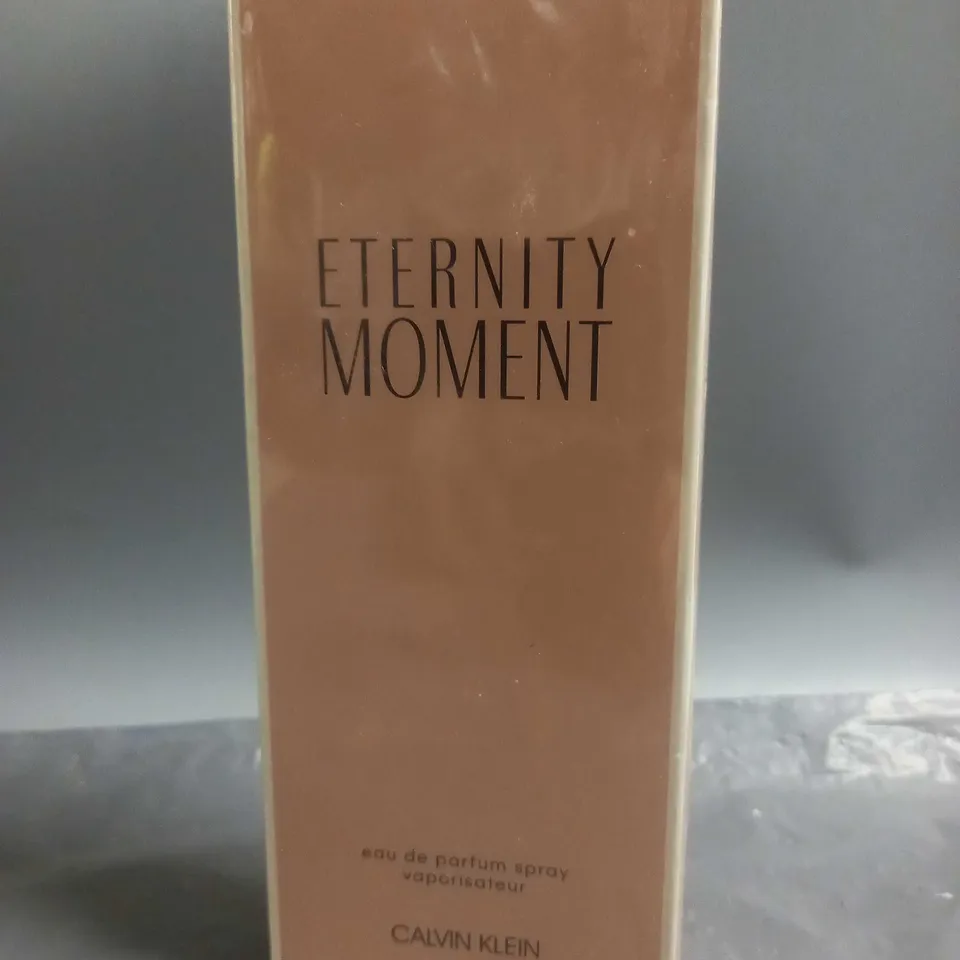 ETERNITY
MOMENT
eau de parfum spray
vaporisateur
CALVIN KLEIN